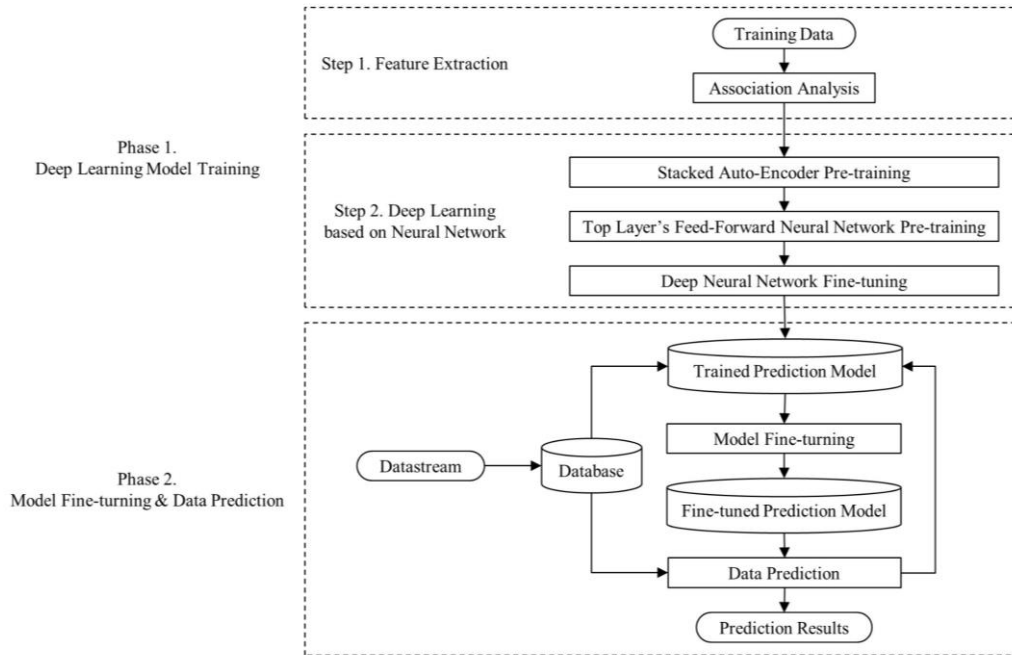 Training Data
Step 1. Feature Extraction
Association Analysis
Phase 1.
Deep Learning Model Training
Stacked Auto-Encoder Pre-training
Step 2. Deep Learning
based on Neural Network
Top Layer’s Feed-Forward Neural Network Pre-training
Deep Neural Network Fine-tuning
Trained Prediction Model
Model Fine-turning
Datastream
Database
Phase 2.
Model Fine-turning & Data Prediction
Fine-tuned Prediction Model
Data Prediction
Prediction Results